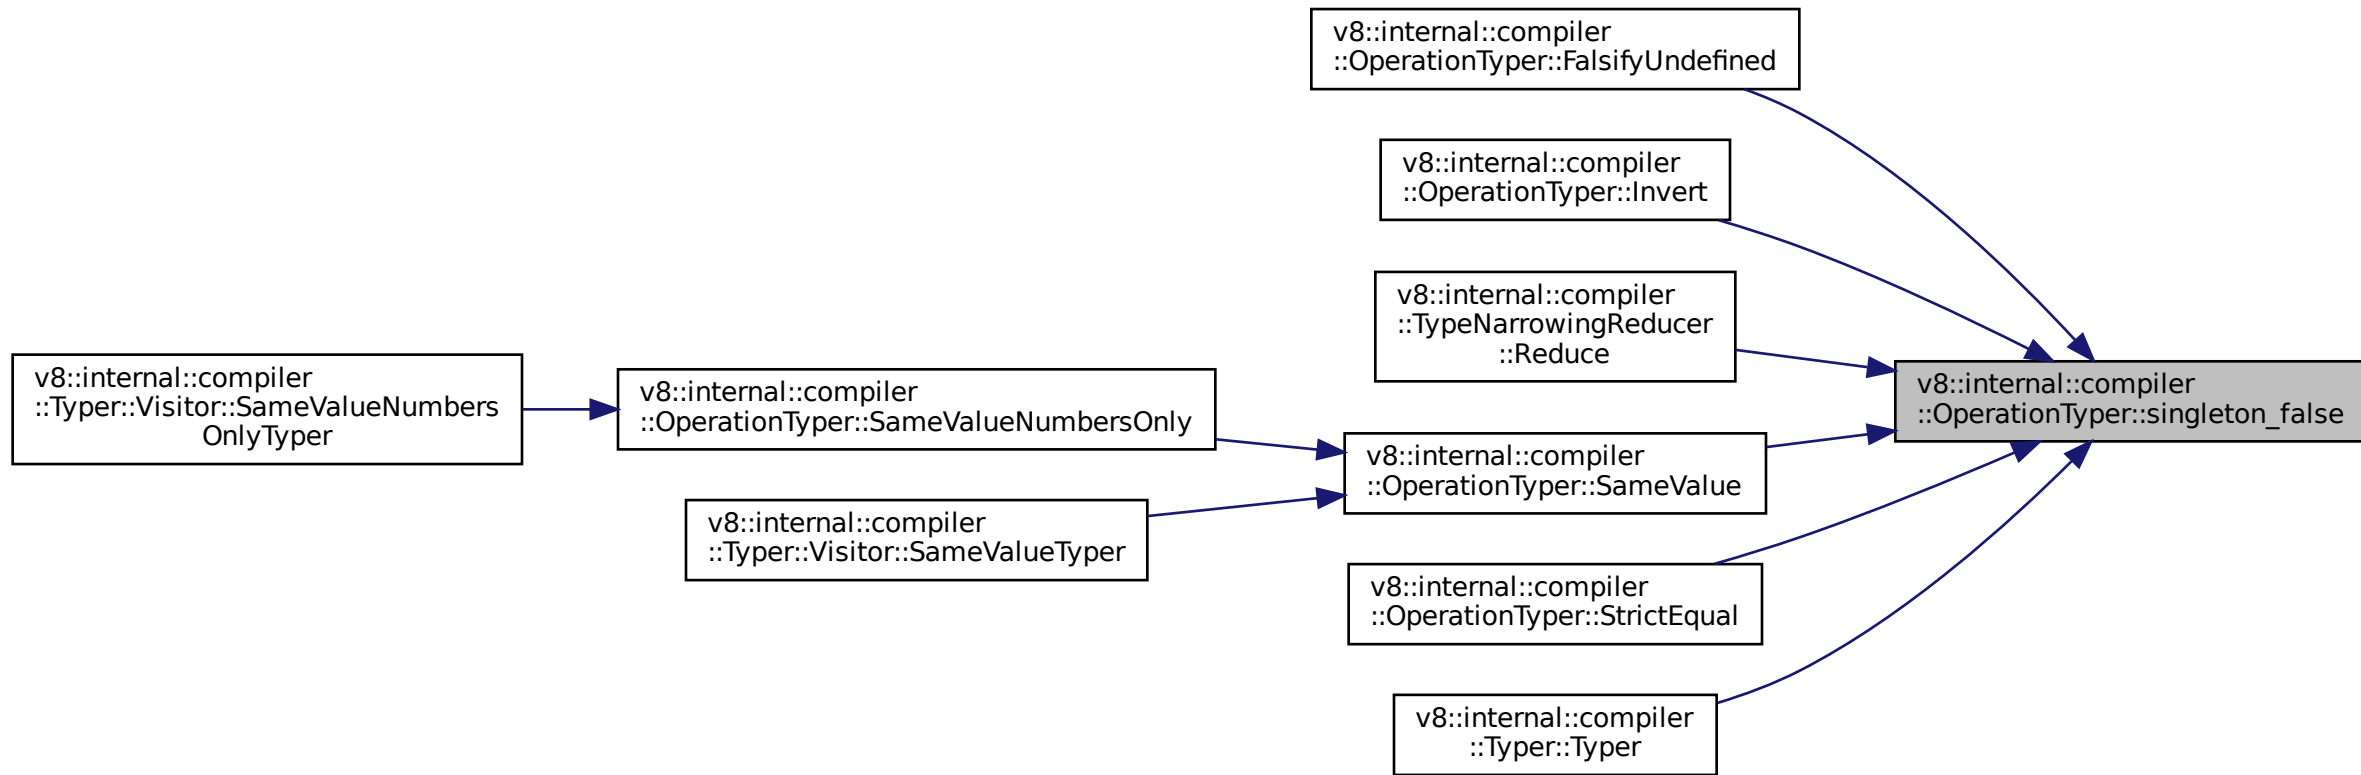 v8::internal::compiler
::OperationTyper::FalsifyUndefined
v8::internal::compiler
::OperationTyper::Invert
v8::internal::compiler
::TypeNarrowingReducer
::Reduce
v8::internal::compiler
::Typer::Visitor::SameValueNumbers
OnlyTyper
v8::internal::compiler
::OperationTyper::SameValueNumbersOnly
v8::internal::compiler
::OperationTyper::singleton_false
v8::internal::compiler
::OperationTyper::SameValue
v8::internal::compiler
::Typer::Visitor::SameValueTyper
v8::internal::compiler
::OperationTyper::StrictEqual
v8::internal::compiler
::Typer::Typer